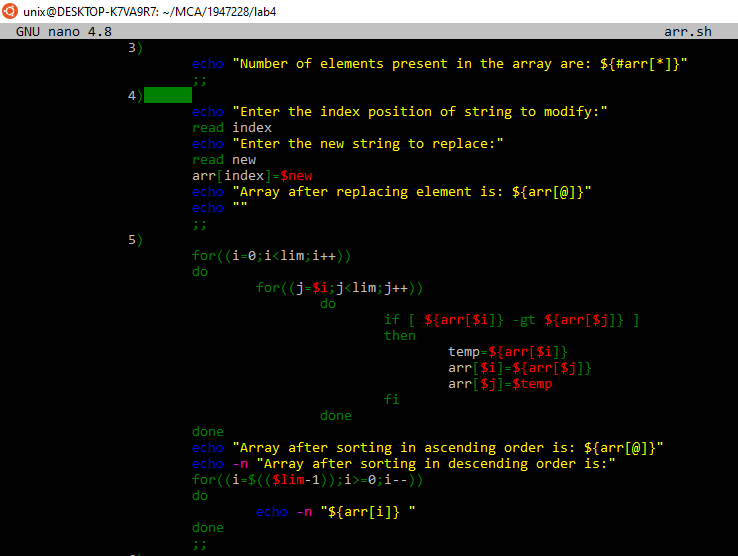 unix@DESKTOP-K7VA9R7: ~/MCA/1947228/lab4
GNU nano 4.8 arr.sh
3)
echo "Number of elements present in the array are: ${#arr[*]}"
;;
4)
echo "Enter the index position of string to modify:"
read index
echo "Enter the new string to replace:"
read new
arr[index]=$new
echo "Array after replacing element is: ${arr[@]}"
echo ""
;;
5)
for((i=0;i<lim;i++))
do
for((j=$i;j<lim;j++))
do
if [ ${arr[$i]} -gt ${arr[$j]} ]
then
temp=${arr[$i]}
arr[$i]=${arr[$j]}
arr[$j]=$temp
fi
done
done
echo "Array after sorting in ascending order is: ${arr[@]}"
echo -n "Array after sorting in descending order is:"
for((i=$(($lim-1));i>=0;i--))
do
echo -n "${arr[i]} "
done
;;